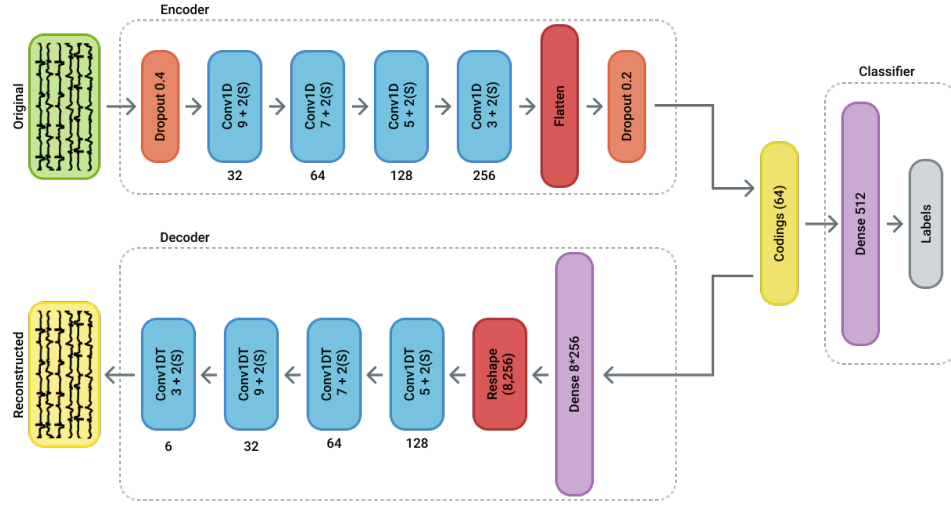 Encoder
Original
Dropout 0.4
Conv1D
9 + 2(S)
32
Conv1D
7 + 2(S)
64
Conv1D
5 + 2(S)
128
Conv1D
3 + 2(S)
256
Flatten
Dropout 0.2
Codings (64)
Classifier
Dense 512
Labels
Decoder
Reconstructed
Conv1DT
3 + 2(S)
6
Conv1DT
9 + 2(S)
32
Conv1DT
7 + 2(S)
64
Conv1DT
5 + 2(S)
128
Reshape
(8,256)
Dense 8*256